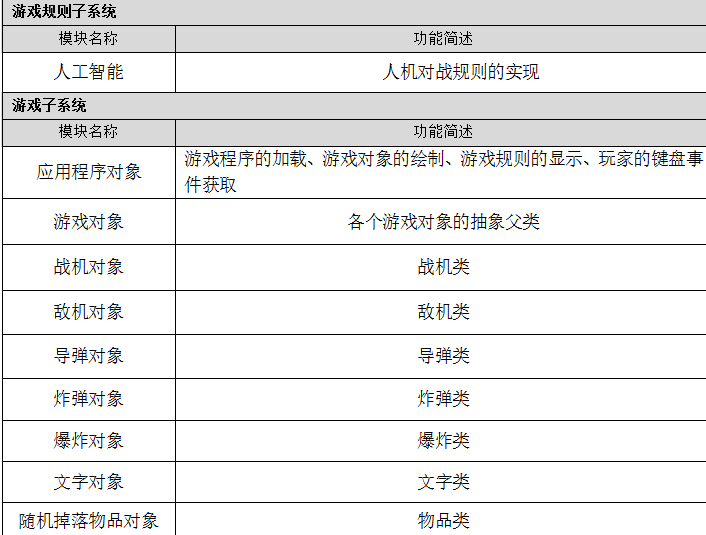 游戏规则子系统
模块名称 功能简述
人工智能 人机对战规则的实现
游戏子系统
模块名称 功能简述
应用程序对象 游戏程序的加载、游戏对象的绘制、游戏规则的显示、玩家的键盘事
件获取
游戏对象 各个游戏对象的抽象父类
战机对象 战机类
敌机对象 敌机类
导弹对象 导弹类
炸弹对象 炸弹类
爆炸对象 爆炸类
文字对象 文字类
随机掉落物品对象 物品类